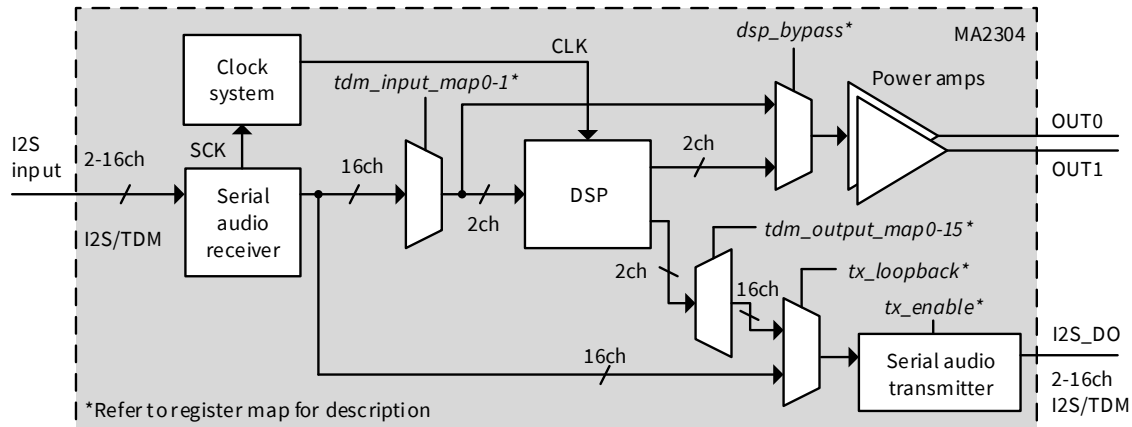 MA2304
dsp_bypass*
CLK
Clock
system
tdm_input_map0-1*
Power amps
I2S
input
2-16ch
SCK
16ch
2ch
OUT0
OUT1
I2S/TDM
Serial
audio
receiver
2ch
DSP
tdm_output_map0-15*
2ch
tx_loopback*
16ch
tx_enable*
I2S_DO
16ch
Serial audio
transmitter
2-16ch
I2S/TDM
*Refer to register map for description